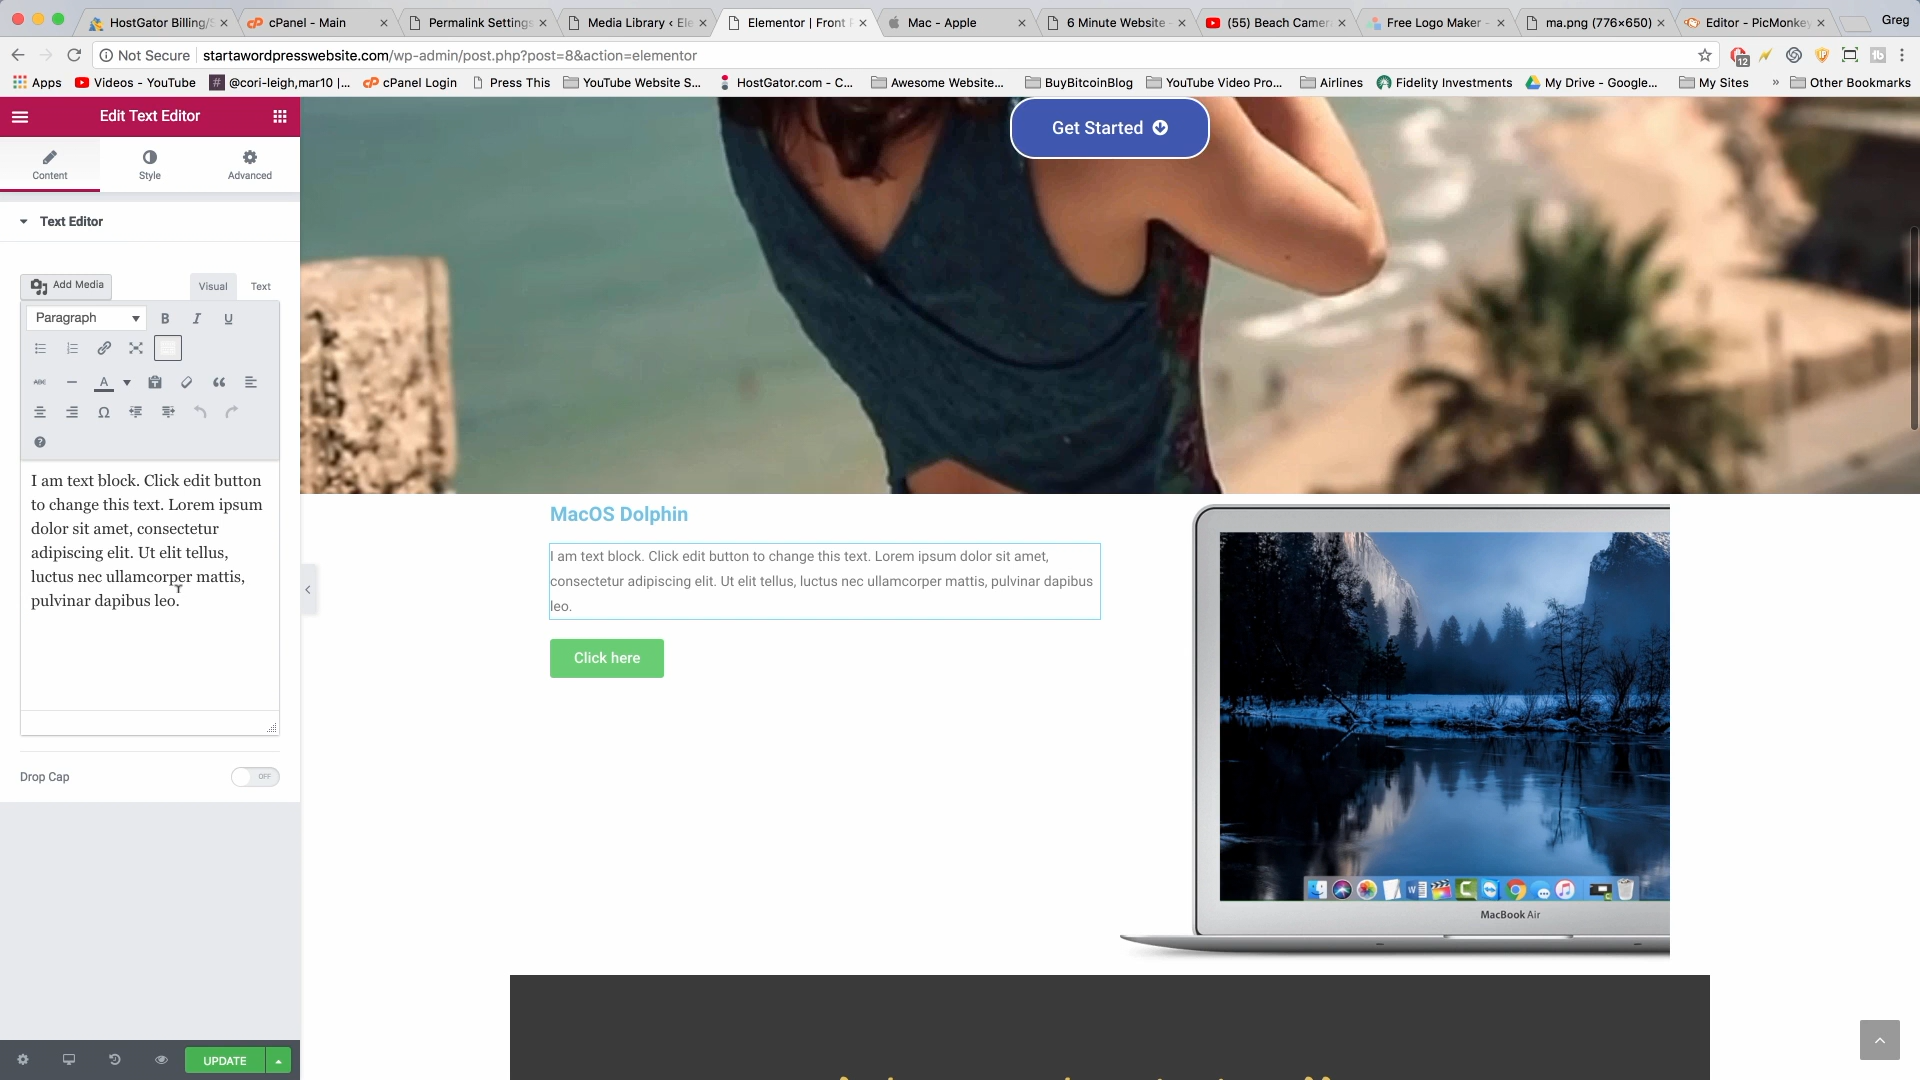 HostGator Billing/S
cPanel - Main
Permalink Settings
Media Library ‹ Ele
Elementor | Front P
Mac - Apple
6 Minute Website -
(55) Beach Camera
Free Logo Maker -
ma.png (776×650)
Editor - PicMonkey
Greg
Not Secure
startawordpresswebsite.com/wp-admin/post.php?post=8&action=elementor
12
Apps
Videos - YouTube
@cori-leigh,mar10 |...
cPanel Login
Press This
YouTube Website S...
HostGator.com - C...
Awesome Website...
BuyBitcoinBlog
YouTube Video Pro...
Airlines
Fidelity Investments
My Drive - Google...
My Sites
»
Other Bookmarks
Edit Text Editor
Content
Style
Advanced
Text Editor
Add Media
Visual
Text
Paragraph
B
I
U
ABC
A
Ω
I am text block. Click edit button
to change this text. Lorem ipsum
dolor sit amet, consectetur
adipiscing elit. Ut elit tellus,
luctus nec ullamcorper mattis,
pulvinar dapibus leo.
Drop Cap
OFF
UPDATE
Get Started
MacOS Dolphin
I am text block. Click edit button to change this text. Lorem ipsum dolor sit amet,
consectetur adipiscing elit. Ut elit tellus, luctus nec ullamcorper mattis, pulvinar dapibus
leo.
Click here
MacBook Air